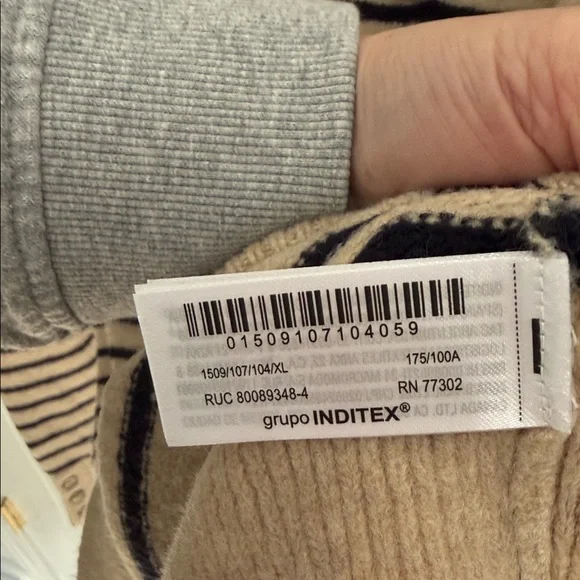 01509107104059
1509/107/104/XL 175/100A
RUC 80089348-4 RN 77302
grupo INDITEX®